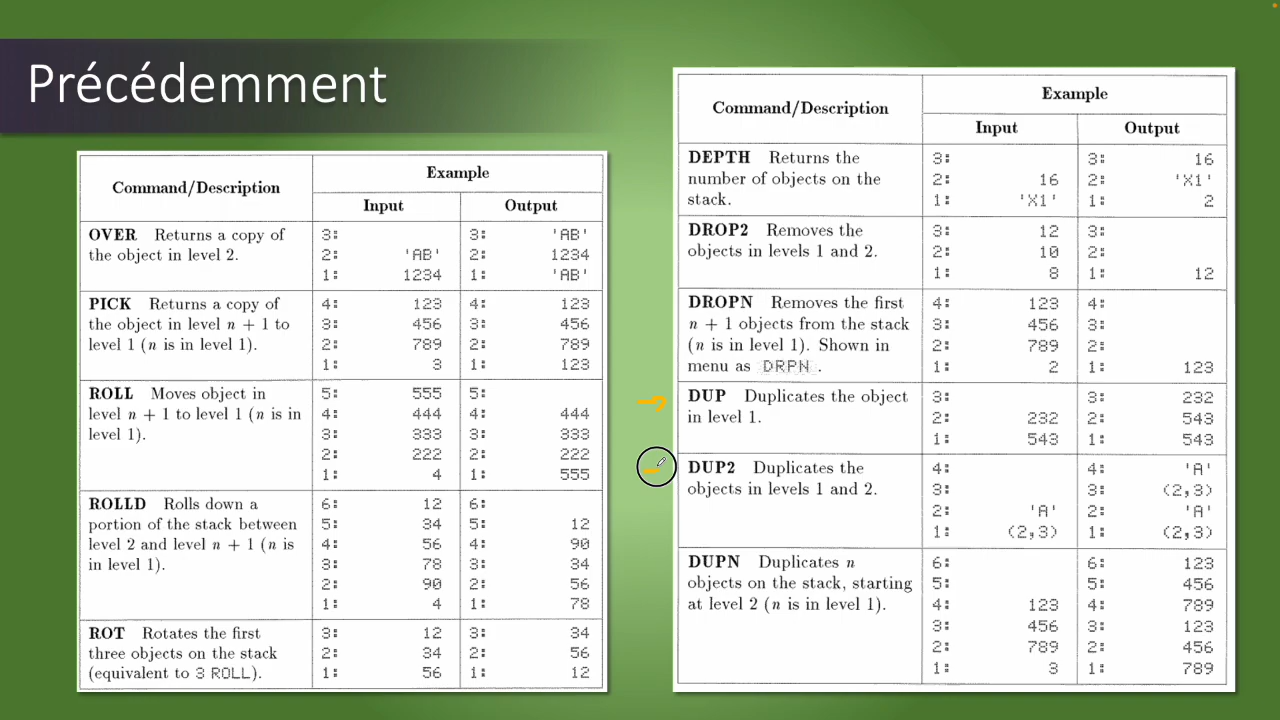 Précédemment
Command/Description
Example
Input
Output
OVER Returns a copy of
the object in level 2.
3:
2: 'AB'
1: 1234
3: 'AB'
2: 1234
1: 'AB'
PICK Returns a copy of
the object in level n + 1 to
level 1 (n is in level 1).
4: 123
3: 456
2: 789
1: 3
4: 123
3: 456
2: 789
1: 123
ROLL Moves object in
level n + 1 to level 1 (n is in
level 1).
5: 555
4: 444
3: 333
2: 222
1: 4
5:
4: 444
3: 333
2: 222
1: 555
ROLLD Rolls down a
portion of the stack between
level 2 and level n + 1 (n is
in level 1).
6: 12
5: 34
4: 56
3: 78
2: 90
1: 4
6:
5: 12
4: 90
3: 34
2: 56
1: 78
ROT Rotates the first
three objects on the stack
(equivalent to 3 ROLL).
3: 12
2: 34
1: 56
3: 34
2: 56
1: 12
Command/Description
Example
Input
Output
DEPTH Returns the
number of objects on the
stack.
3:
2: 16
1: 'X1'
3: 16
2: 'X1'
1: 2
DROP2 Removes the
objects in levels 1 and 2.
3: 12
2: 10
1: 8
3:
2:
1: 12
DROPN Removes the first
n + 1 objects from the stack
(n is in level 1). Shown in
menu as DRPN .
4: 123
3: 456
2: 789
1: 2
4:
3:
2:
1: 123
DUP Duplicates the object
in level 1.
3:
2: 232
1: 543
3: 232
2: 543
1: 543
DUP2 Duplicates the
objects in levels 1 and 2.
4:
3:
2: 'A'
1: (2,3)
4: 'A'
3: (2,3)
2: 'A'
1: (2,3)
DUPN Duplicates n
objects on the stack, starting
at level 2 (n is in level 1).
6:
5:
4: 123
3: 456
2: 789
1: 3
6: 123
5: 456
4: 789
3: 123
2: 456
1: 789